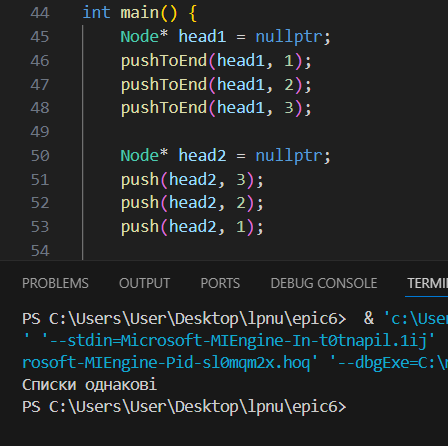 44 int main() {
45 Node* head1 = nullptr;
46 pushToEnd(head1, 1);
47 pushToEnd(head1, 2);
48 pushToEnd(head1, 3);
49
50 Node* head2 = nullptr;
51 push(head2, 3);
52 push(head2, 2);
53 push(head2, 1);
54
PROBLEMS OUTPUT PORTS DEBUG CONSOLE TERMI
PS C:\Users\User\Desktop\lpnu\epic6> & 'c:\Use
' '--stdin=Microsoft-MIEngine-In-t0tnapil.1ij'
rosoft-MIEngine-Pid-sl0mqm2x.hoq' '--dbgExe=C:\
Списки однакові
PS C:\Users\User\Desktop\lpnu\epic6>